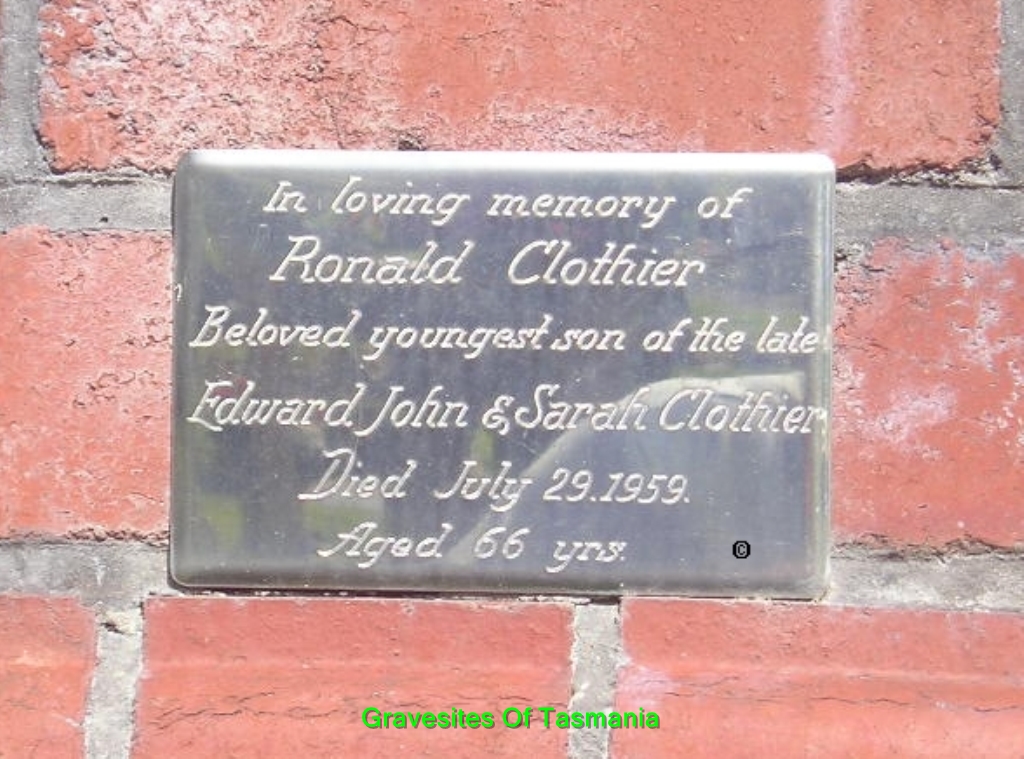 In loving memory of
Ronald Clothier
Beloved youngest son of the late
Edward John & Sarah Clothier
Died July 29.1959.
Aged 66 yrs.
©
Gravesites Of Tasmania